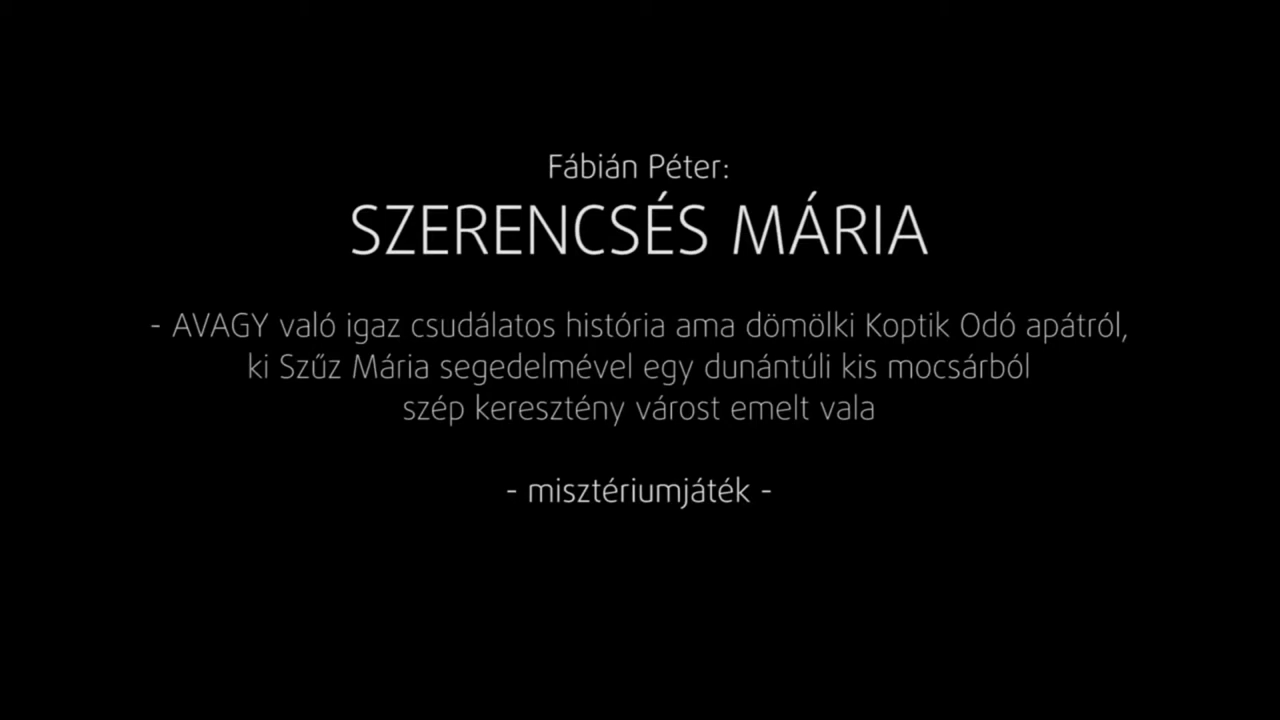 Fábián Péter:
SZERENCSÉS MÁRIA
- AVAGY való igaz csudálatos história ama dömölki Koptik Odó apátról,
ki Szűz Mária segedelmével egy dunántúli kis mocsárból
szép keresztény várost emelt vala
- misztériumjáték -